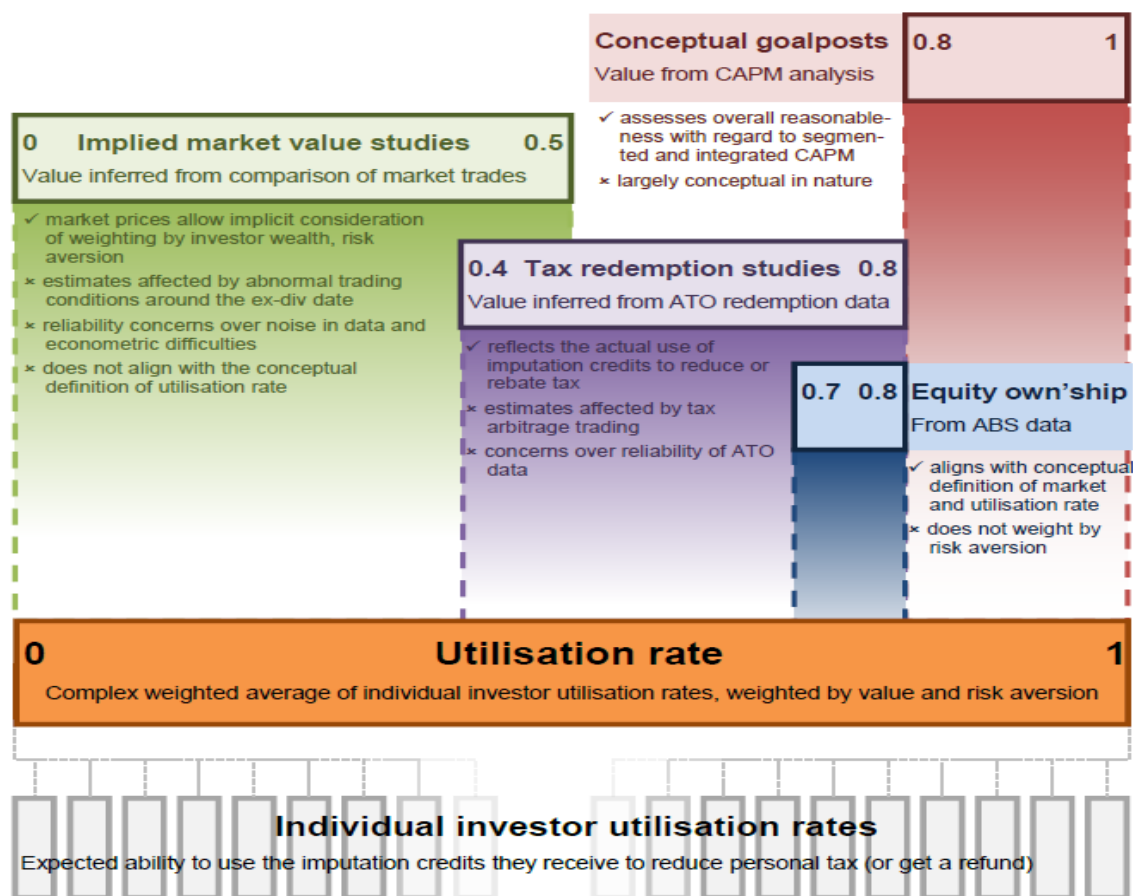 Conceptual goalposts 0.8 1
Value from CAPM analysis
✓ assesses overall reasonable-
ness with regard to segmen-
ted and integrated CAPM
× largely conceptual in nature
0 Implied market value studies 0.5
Value inferred from comparison of market trades
✓ market prices allow implicit consideration
of weighting by investor wealth, risk
aversion
× estimates affected by abnormal trading
conditions around the ex-div date
× reliability concerns over noise in data and
econometric difficulties
× does not align with the conceptual
definition of utilisation rate
0.4 Tax redemption studies 0.8
Value inferred from ATO redemption data
✓ reflects the actual use of
imputation credits to reduce or
rebate tax
× estimates affected by tax
arbitrage trading
× concerns over reliability of ATO
data
0.7 0.8 Equity own'ship
From ABS data
✓ aligns with conceptual
definition of market
and utilisation rate
× does not weight by
risk aversion
0 Utilisation rate 1
Complex weighted average of individual investor utilisation rates, weighted by value and risk aversion
Individual investor utilisation rates
Expected ability to use the imputation credits they receive to reduce personal tax (or get a refund)